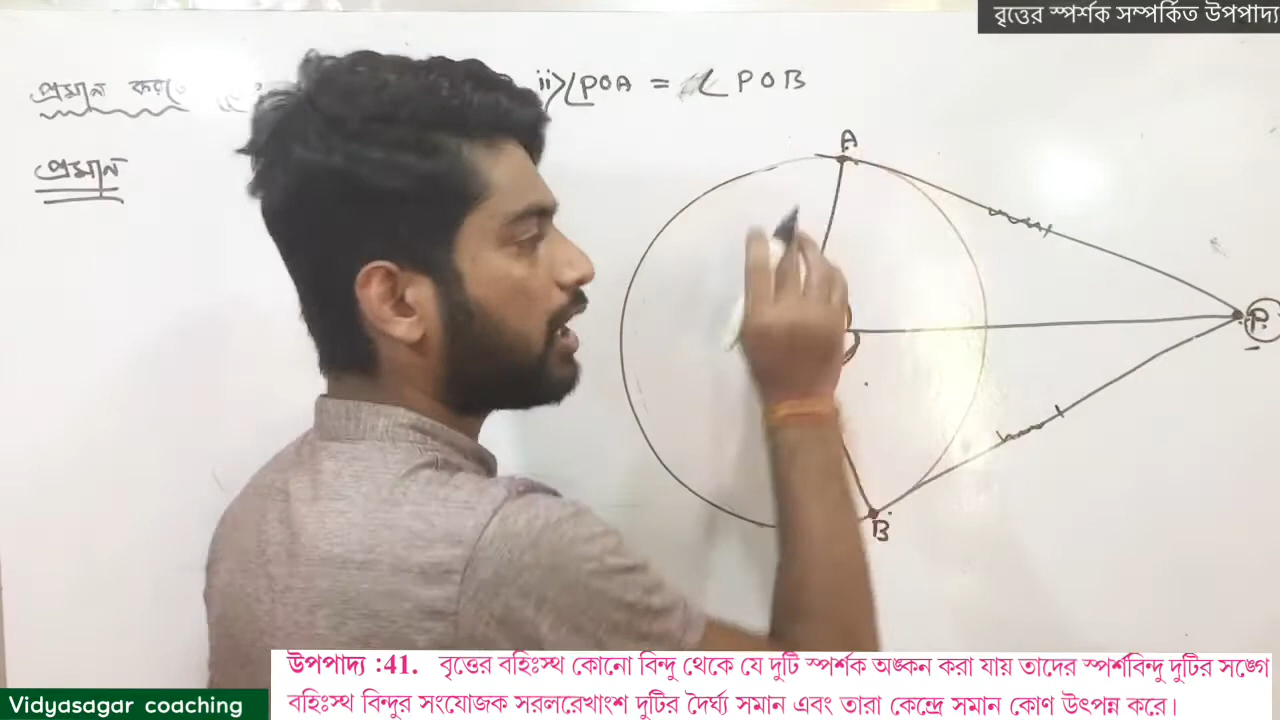 বৃত্তের স্পর্শক সম্পর্কিত উপপাদ্য
প্রমান করতে
ii> ∠POA = ∠POB
প্রমান
A
P
B
উপপাদ্য :41. বৃত্তের বহিঃস্থ কোনো বিন্দু থেকে যে দুটি স্পর্শক অঙ্কন করা যায় তাদের স্পর্শবিন্দু দুটির সঙ্গে
বহিঃস্থ বিন্দুর সংযোজক সরলরেখাংশ দুটির দৈর্ঘ্য সমান এবং তারা কেন্দ্রে সমান কোণ উৎপন্ন করে।
Vidyasagar coaching